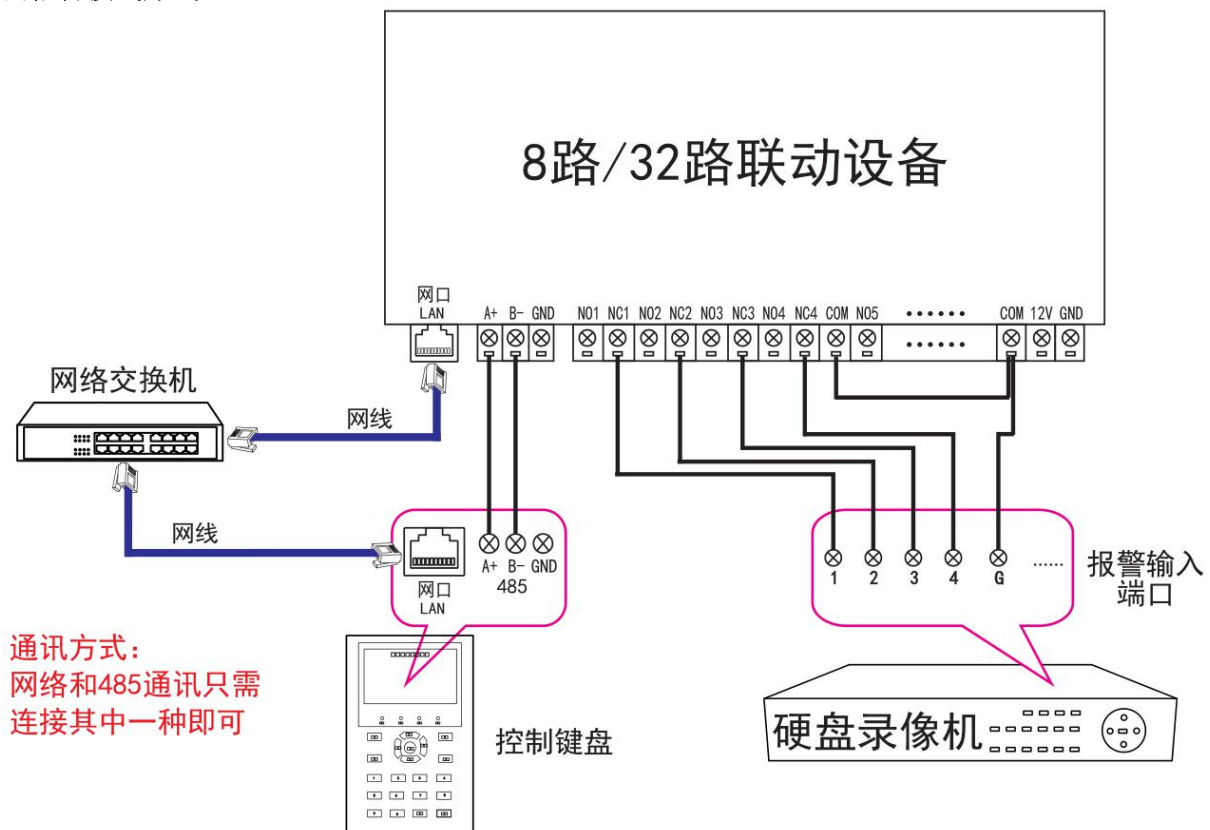 8路/32路联动设备
网口
LAN
A+ B- GND
NO1 NC1 NO2 NC2 NO3 NC3 NO4 NC4 COM NO5 ...... COM 12V GND
......
网络交换机
网线
网线
A+ B- GND
485
网口
LAN
1 2 3 4 G ......
报警输入
端口
通讯方式:
网络和485通讯只需
连接其中一种即可
控制键盘
硬盘录像机